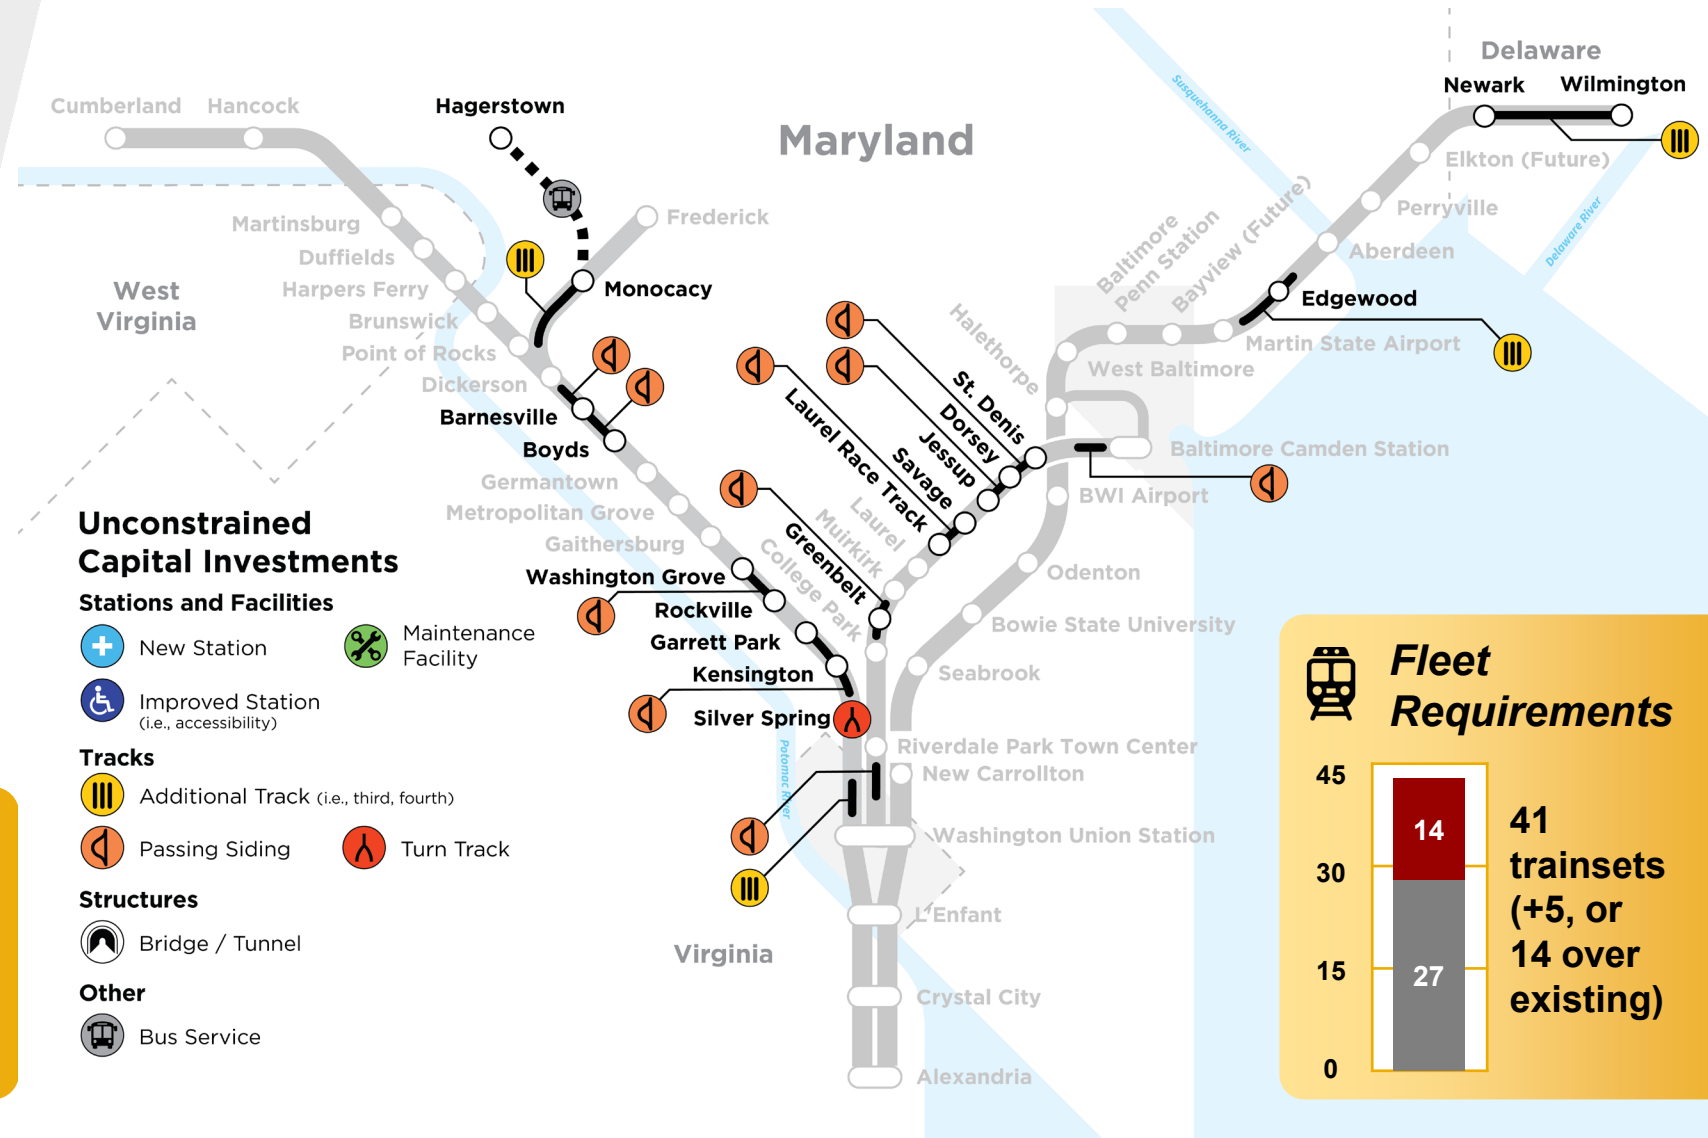 Delaware
Newark
Wilmington
Cumberland
Hancock
Hagerstown
Maryland
Susquehanna River
Elkton (Future)
Martinsburg
Frederick
Perryville
Delaware River
Duffields
Baltimore
Penn Station
Bayview (Future)
Aberdeen
West
Virginia
Harpers Ferry
Monocacy
Edgewood
Brunswick
Halethorpe
Martin State Airport
Point of Rocks
West Baltimore
Dickerson
Barnesville
St. Denis
Dorsey
Jessup
Savage
Laurel Race Track
Boyds
Baltimore Camden Station
Germantown
BWI Airport
Metropolitan Grove
Laurel
Muirkirk
Greenbelt
College Park
Gaithersburg
Washington Grove
Odenton
Rockville
Garrett Park
Bowie State University
Kensington
Seabrook
Silver Spring
Riverdale Park Town Center
New Carrollton
Potomac River
Washington Union Station
L'Enfant
Virginia
Crystal City
Alexandria
Unconstrained
Capital Investments
Stations and Facilities
New Station
Maintenance
Facility
Improved Station
(i.e., accessibility)
Tracks
Additional Track (i.e., third, fourth)
Passing Siding
Turn Track
Structures
Bridge / Tunnel
Other
Bus Service
Fleet
Requirements
45
30
15
0
14
27
41
trainsets
(+5, or
14 over
existing)